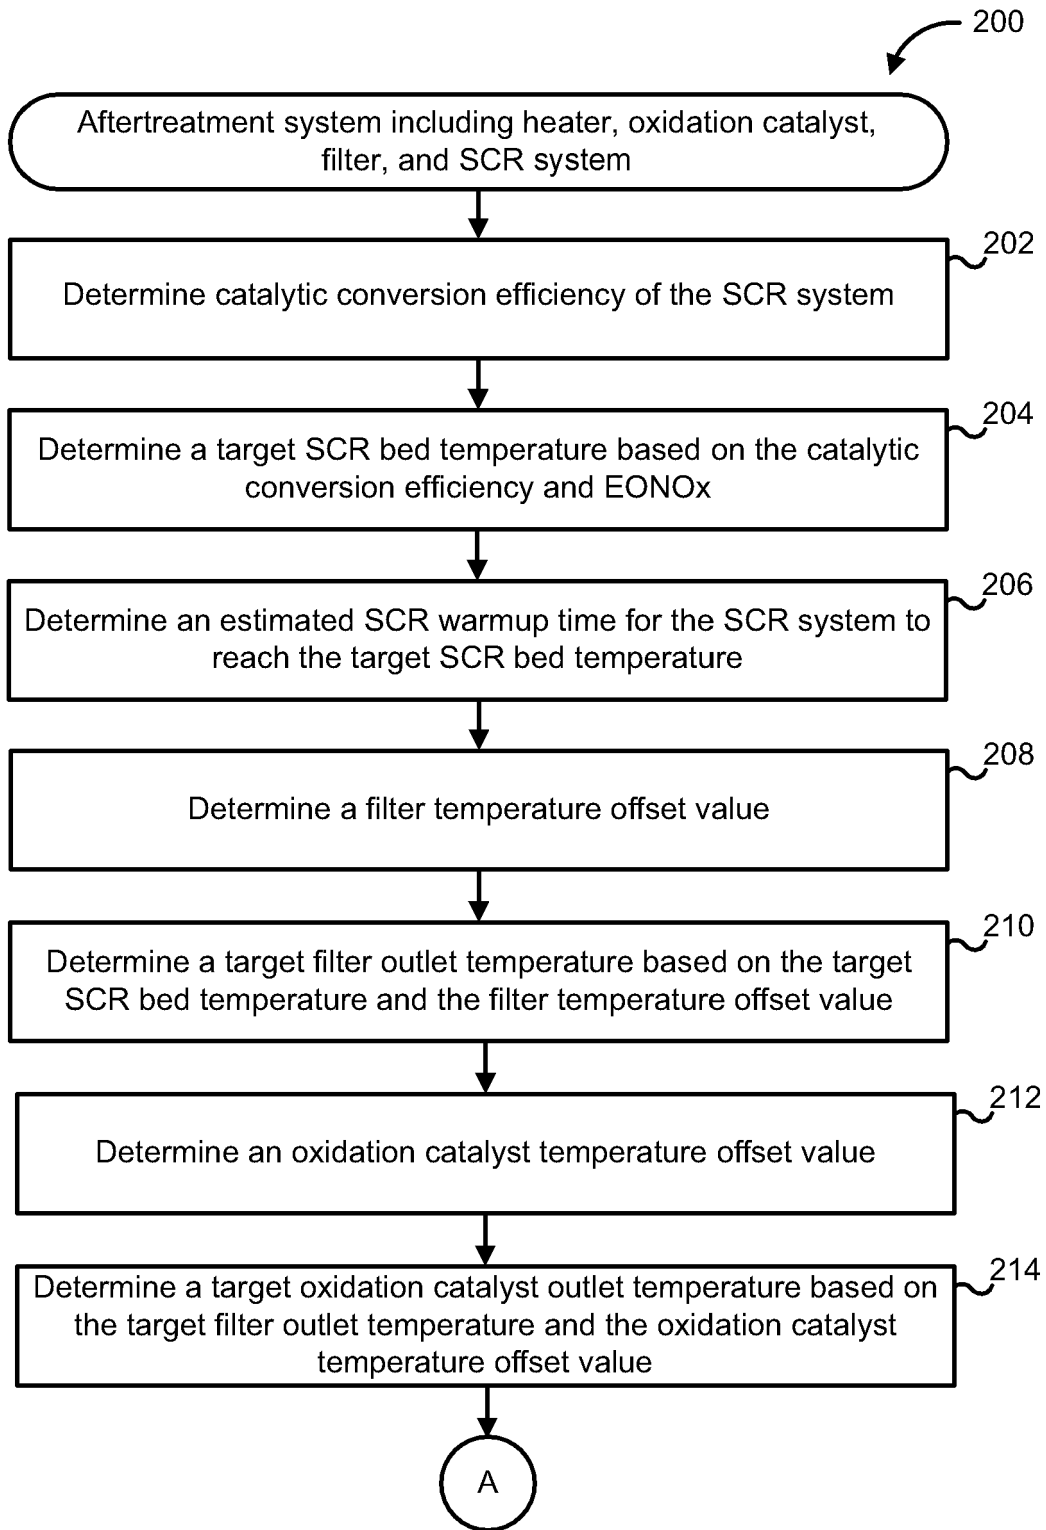 200
Aftertreatment system including heater, oxidation catalyst,
filter, and SCR system
202
Determine catalytic conversion efficiency of the SCR system
204
Determine a target SCR bed temperature based on the catalytic
conversion efficiency and EONOx
206
Determine an estimated SCR warmup time for the SCR system to
reach the target SCR bed temperature
208
Determine a filter temperature offset value
210
Determine a target filter outlet temperature based on the target
SCR bed temperature and the filter temperature offset value
212
Determine an oxidation catalyst temperature offset value
214
Determine a target oxidation catalyst outlet temperature based on
the target filter outlet temperature and the oxidation catalyst
temperature offset value
A